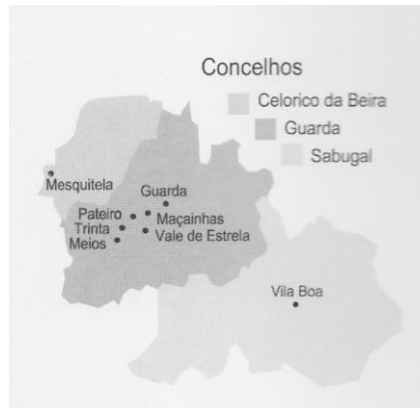 Concelhos
Celorico da Beira
Guarda
Sabugal
Mesquitela
Guarda
Pateiro
Maçainhas
Trinta
Vale de Estrela
Meios
Vila Boa